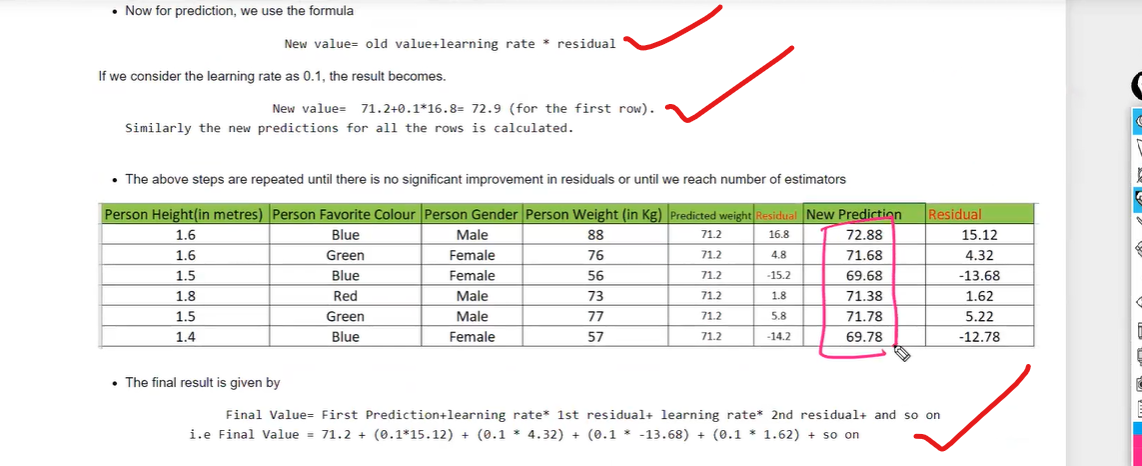 • Now for prediction, we use the formula
New value= old value+learning rate * residual
If we consider the learning rate as 0.1, the result becomes.
New value= 71.2+0.1*16.8= 72.9 (for the first row).
Similarly the new predictions for all the rows is calculated.
• The above steps are repeated until there is no significant improvement in residuals or until we reach number of estimators
Person Height(in metres) Person Favorite Colour Person Gender Person Weight (in Kg) Predicted weight Residual New Prediction Residual
1.6 Blue Male 88 71.2 16.8 72.88 15.12
1.6 Green Female 76 71.2 4.8 71.68 4.32
1.5 Blue Female 56 71.2 -15.2 69.68 -13.68
1.8 Red Male 73 71.2 1.8 71.38 1.62
1.5 Green Male 77 71.2 5.8 71.78 5.22
1.4 Blue Female 57 71.2 -14.2 69.78 -12.78
• The final result is given by
Final Value= First Prediction+learning rate* 1st residual+ learning rate* 2nd residual+ and so on
i.e Final Value = 71.2 + (0.1*15.12) + (0.1 * 4.32) + (0.1 * -13.68) + (0.1 * 1.62) + so on